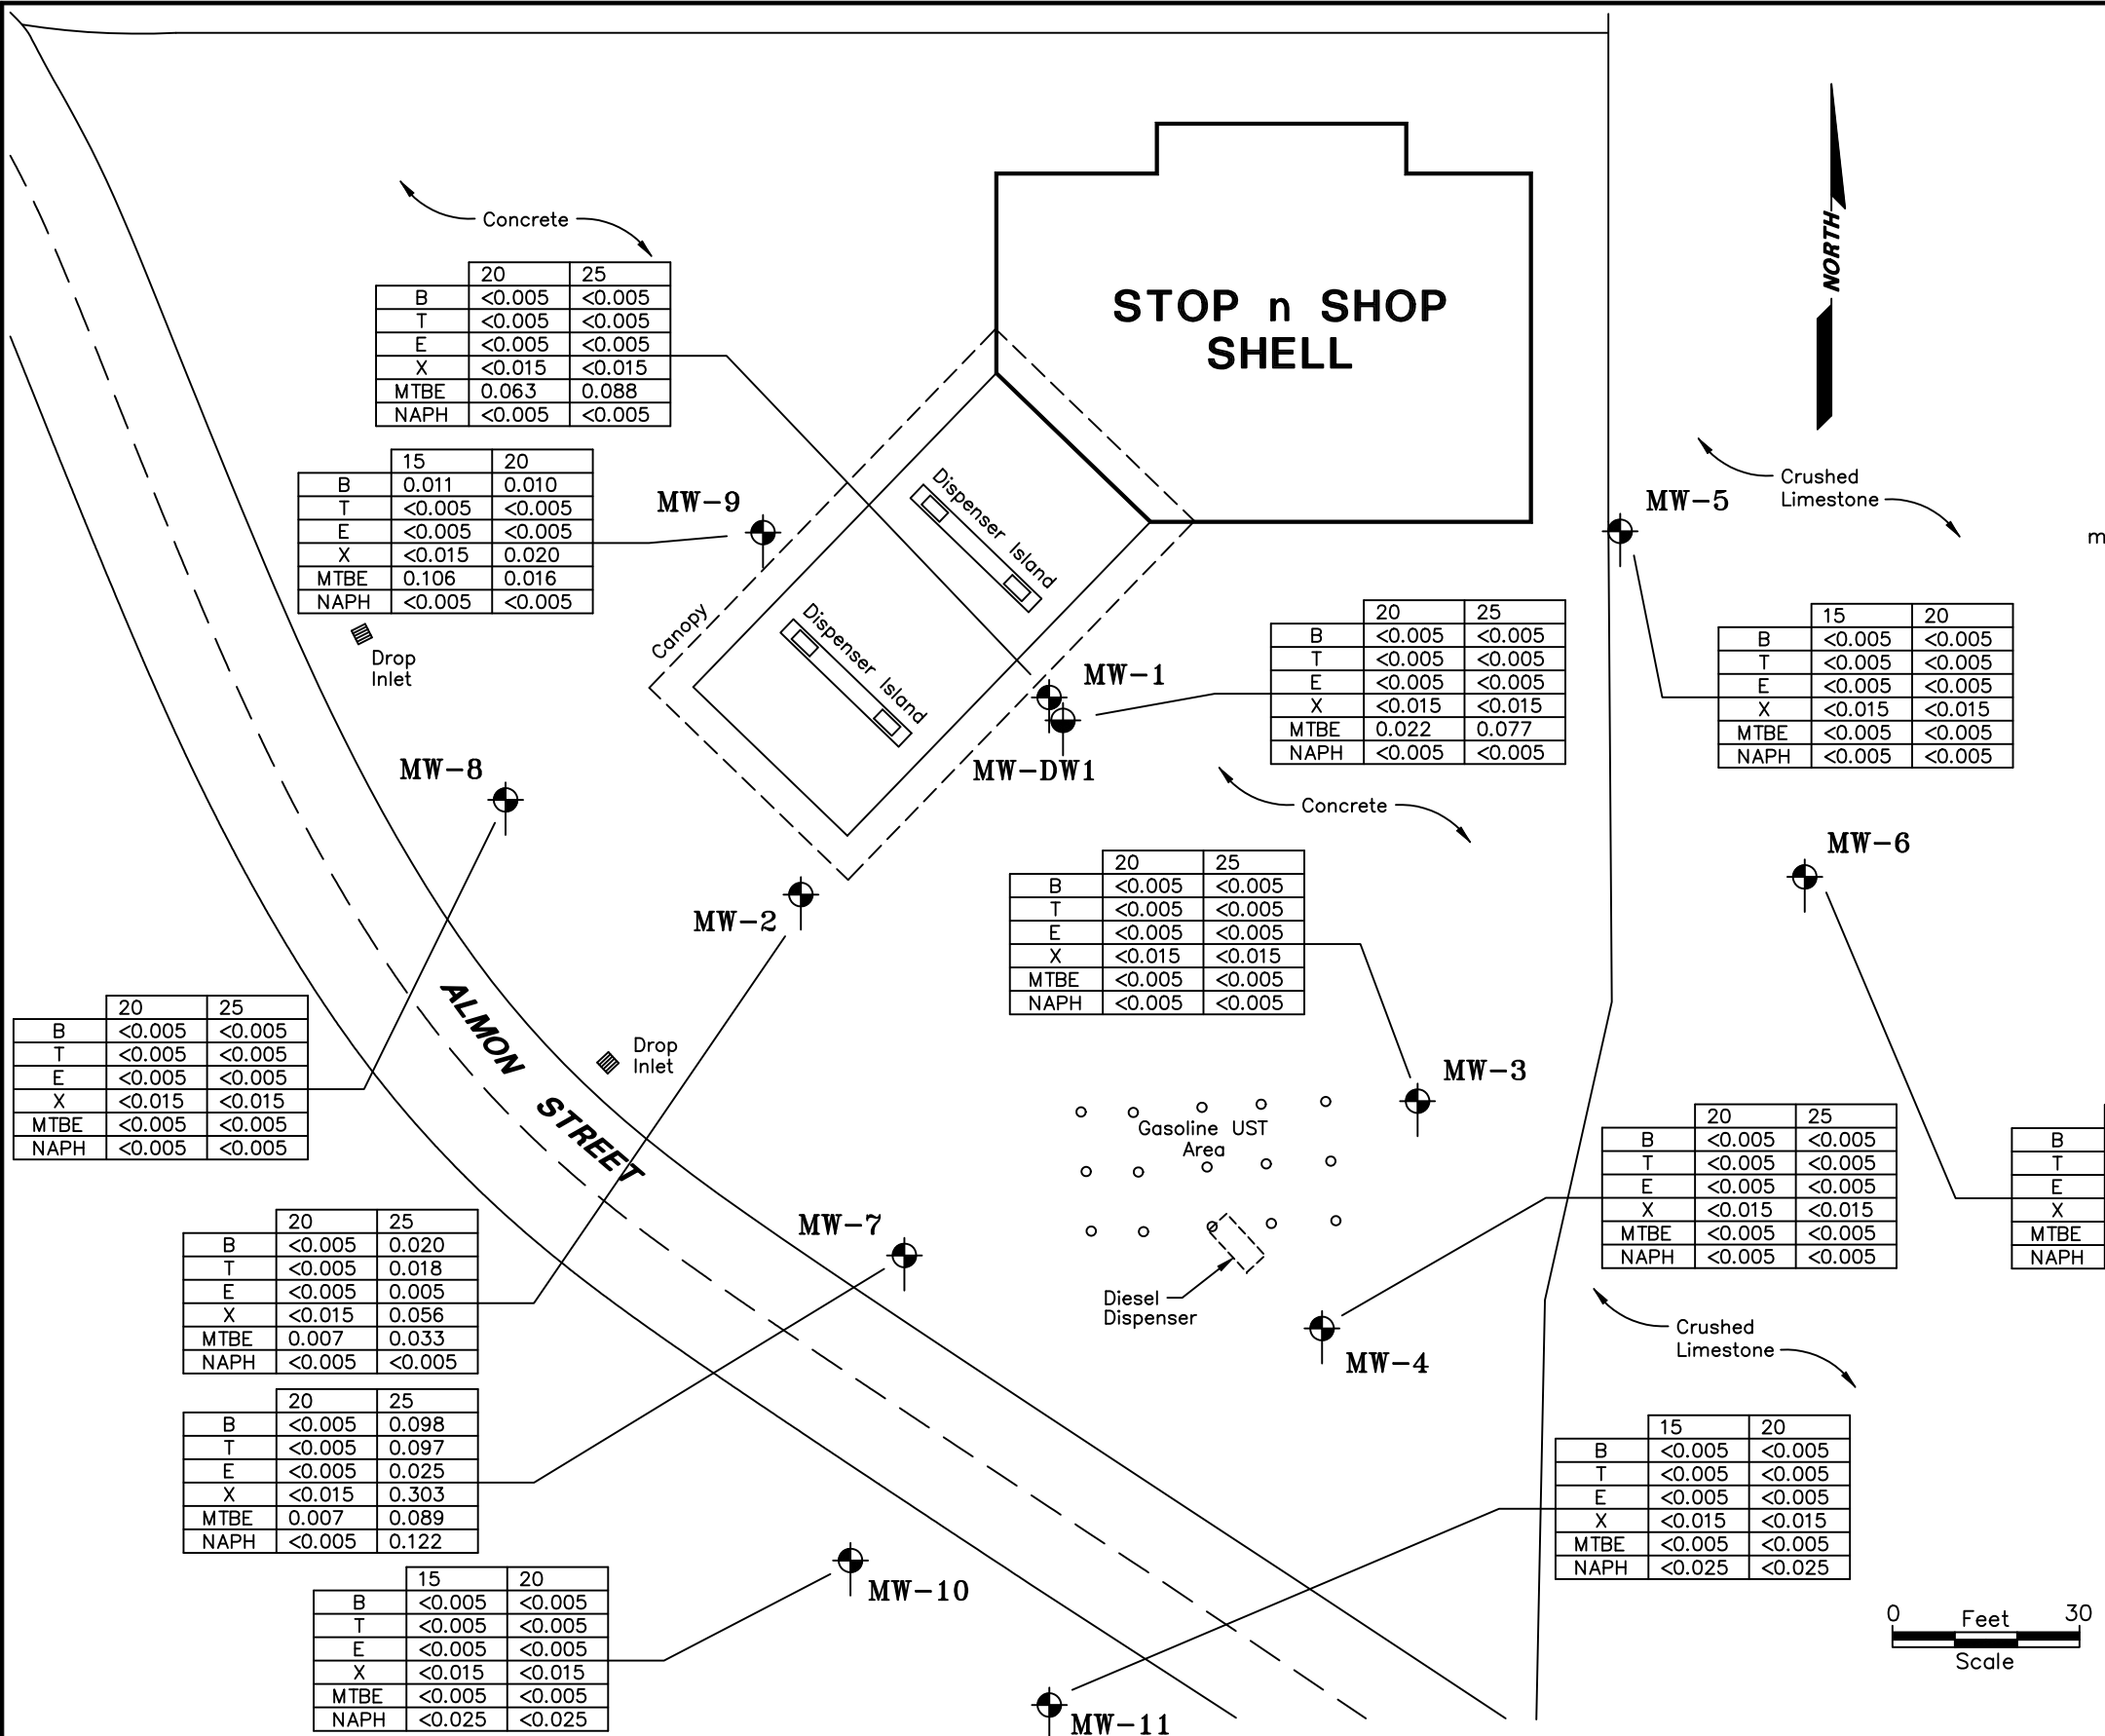 Concrete
STOP n SHOP
SHELL
NORTH
20 25
B <0.005 <0.005
T <0.005 <0.005
E <0.005 <0.005
X <0.015 <0.015
MTBE 0.063 0.088
NAPH <0.005 <0.005
15 20
B 0.011 0.010
T <0.005 <0.005
E <0.005 <0.005
X <0.015 0.020
MTBE 0.106 0.016
NAPH <0.005 <0.005
MW-9
Dispenser Island
Dispenser Island
Canopy
MW-5
Crushed
Limestone
m
Drop
Inlet
MW-1
MW-DW1
20 25
B <0.005 <0.005
T <0.005 <0.005
E <0.005 <0.005
X <0.015 <0.015
MTBE 0.022 0.077
NAPH <0.005 <0.005
15 20
B <0.005 <0.005
T <0.005 <0.005
E <0.005 <0.005
X <0.015 <0.015
MTBE <0.005 <0.005
NAPH <0.005 <0.005
MW-8
Concrete
MW-6
MW-2
20 25
B <0.005 <0.005
T <0.005 <0.005
E <0.005 <0.005
X <0.015 <0.015
MTBE <0.005 <0.005
NAPH <0.005 <0.005
20 25
B <0.005 <0.005
T <0.005 <0.005
E <0.005 <0.005
X <0.015 <0.015
MTBE <0.005 <0.005
NAPH <0.005 <0.005
ALMON STREET
Drop
Inlet
MW-3
Gasoline UST
Area
20 25
B <0.005 <0.005
T <0.005 <0.005
E <0.005 <0.005
X <0.015 <0.015
MTBE <0.005 <0.005
NAPH <0.005 <0.005
B
T
E
X
MTBE
NAPH
20 25
B <0.005 0.020
T <0.005 0.018
E <0.005 0.005
X <0.015 0.056
MTBE 0.007 0.033
NAPH <0.005 <0.005
MW-7
Diesel
Dispenser
MW-4
Crushed
Limestone
20 25
B <0.005 0.098
T <0.005 0.097
E <0.005 0.025
X <0.015 0.303
MTBE 0.007 0.089
NAPH <0.005 0.122
15 20
B <0.005 <0.005
T <0.005 <0.005
E <0.005 <0.005
X <0.015 <0.015
MTBE <0.005 <0.005
NAPH <0.025 <0.025
15 20
B <0.005 <0.005
T <0.005 <0.005
E <0.005 <0.005
X <0.015 <0.015
MTBE <0.005 <0.005
NAPH <0.025 <0.025
MW-10
MW-11
0 Feet 30
Scale